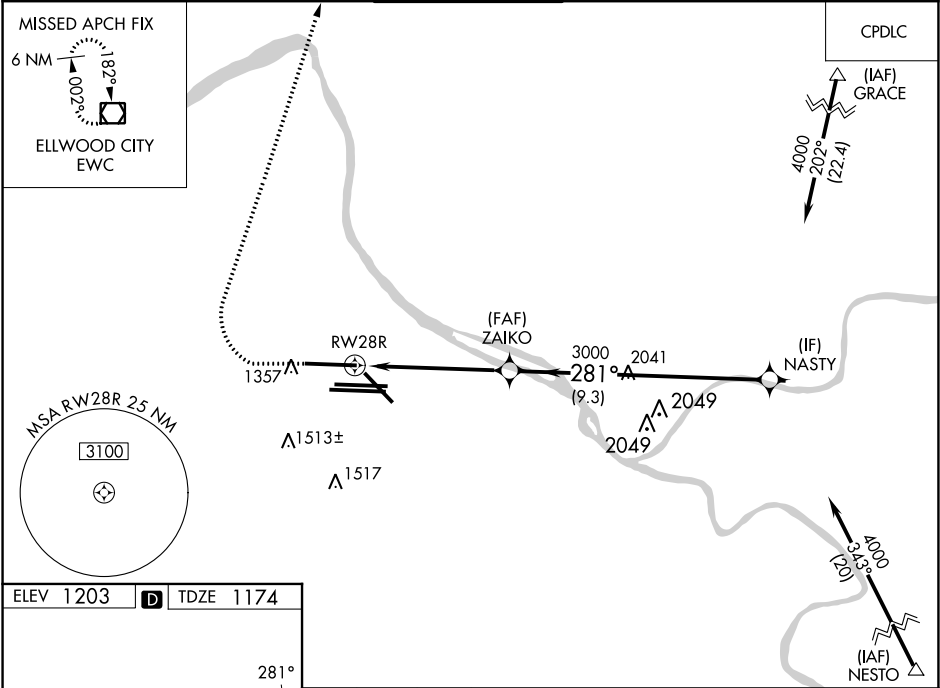 MISSED APCH FIX
6 NM
182°
002°
ELLWOOD CITY
EWC
CPDLC
(IAF)
GRACE
4000
202°
(22.4)
RW28R
(FAF)
ZAIKO
3000
281°
(9.3)
2041
(IF)
NASTY
1357
2049
2049
1513±
1517
MSA RW28R 25 NM
3100
4000
343°
(20)
(IAF)
NESTO
ELEV 1203 D TDZE 1174
281°